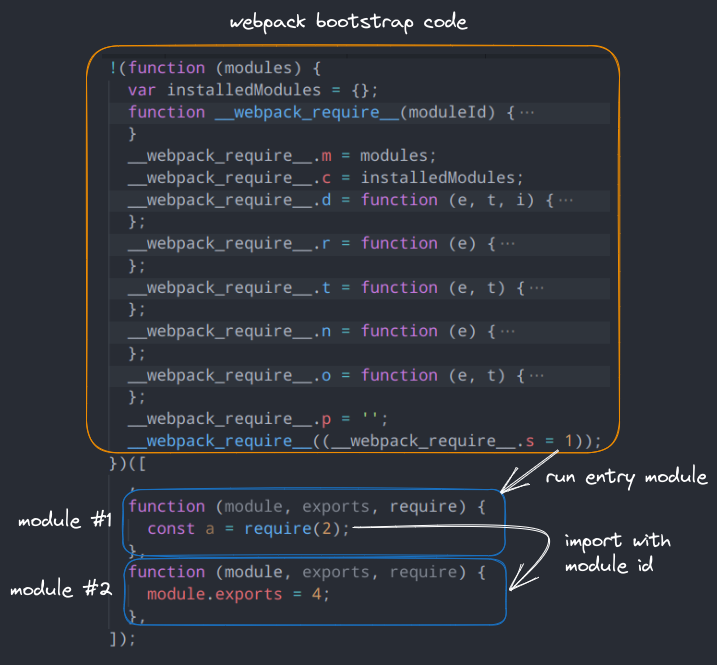 webpack bootstrap code
!(function (modules) {
var installedModules = {};
function __webpack_require__(moduleId) {···
}
__webpack_require__.m = modules;
__webpack_require__.c = installedModules;
__webpack_require__.d = function (e, t, i) {···
};
__webpack_require__.r = function (e) {···
};
__webpack_require__.t = function (e, t) {···
};
__webpack_require__.n = function (e) {···
};
__webpack_require__.o = function (e, t) {···
};
__webpack_require__.p = '';
__webpack_require__((__webpack_require__.s = 1));
})([
run entry module
,
function (module, exports, require) {
module #1
const a = require(2);
},
import with
module id
function (module, exports, require) {
module #2
module.exports = 4;
},
]);